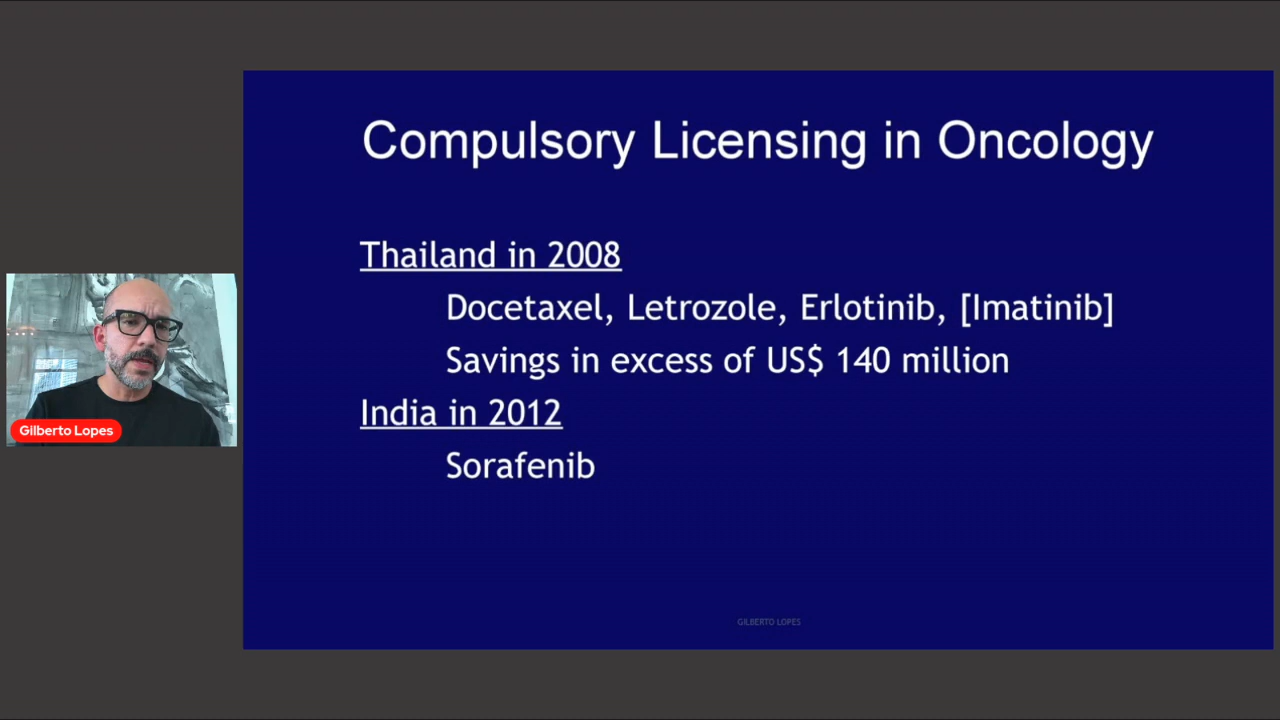 Compulsory Licensing in Oncology
Thailand in 2008
Docetaxel, Letrozole, Erlotinib, [Imatinib]
Savings in excess of US$ 140 million
India in 2012
Sorafenib
Gilberto Lopes
GILBERTO LOPES